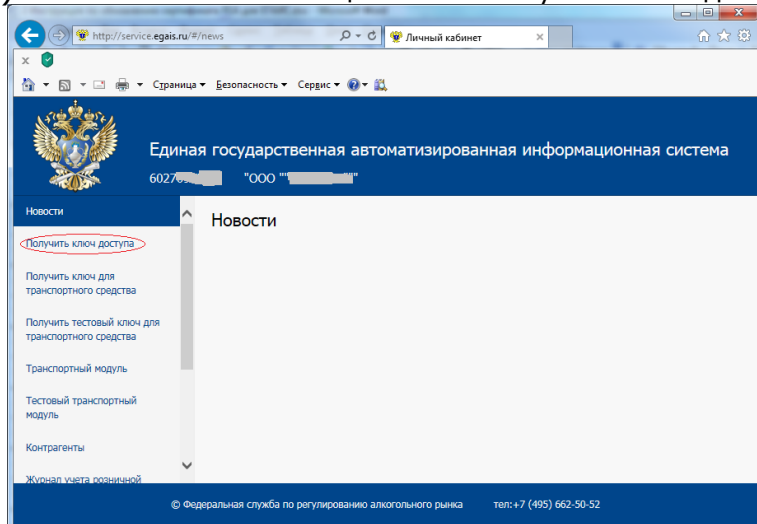 http://service.egais.ru/#/news
Личный кабинет
Страница
Безопасность
Сервис
Единая государственная автоматизированная информационная система
"ООО ""
Новости
Новости
Получить ключ доступа
Получить ключ для
транспортного средства
Получить тестовый ключ для
транспортного средства
Транспортный модуль
Тестовый транспортный
модуль
Контрагенты
Журнал учета розничной
© Федеральная служба по регулированию алкогольного рынка тел:+7 (495) 662-50-52